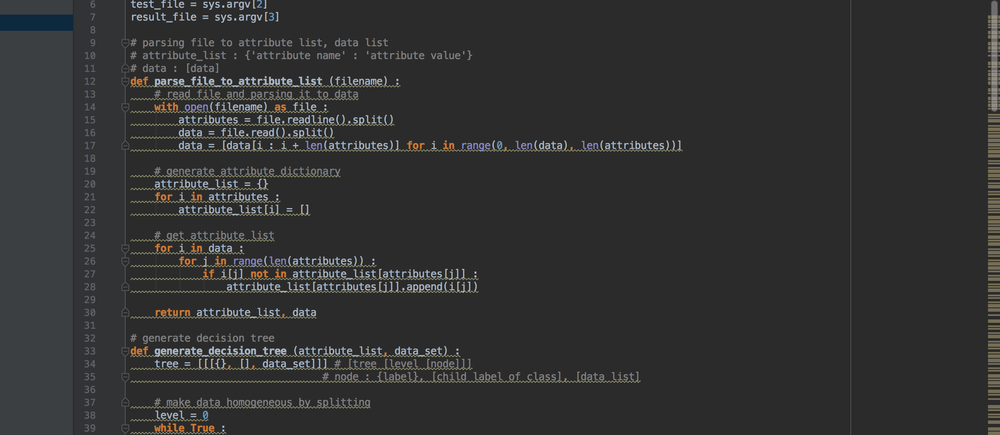 6 test_file = sys.argv[2]
7 result_file = sys.argv[3]
8
9 # parsing file to attribute list, data list
10 # attribute_list : {'attribute name' : 'attribute value'}
11 # data : [data]
12 def parse_file_to_attribute_list (filename) :
13     # read file and parsing it to data
14     with open(filename) as file :
15         attributes = file.readline().split()
16         data = file.read().split()
17         data = [data[i : i + len(attributes)] for i in range(0, len(data), len(attributes))]
18
19     # generate attribute dictionary
20     attribute_list = {}
21     for i in attributes :
22         attribute_list[i] = []
23
24     # get attribute list
25     for i in data :
26         for j in range(len(attributes)) :
27             if i[j] not in attribute_list[attributes[j]] :
28                 attribute_list[attributes[j]].append(i[j])
29
30     return attribute_list, data
31
32 # generate decision tree
33 def generate_decision_tree (attribute_list, data_set) :
34     tree = [[[{}, [], data_set]]] # [tree [level [node]]]
35                                 # node : {label}, [child label of class], [data list]
36
37     # make data homogeneous by splitting
38     level = 0
39     while True :